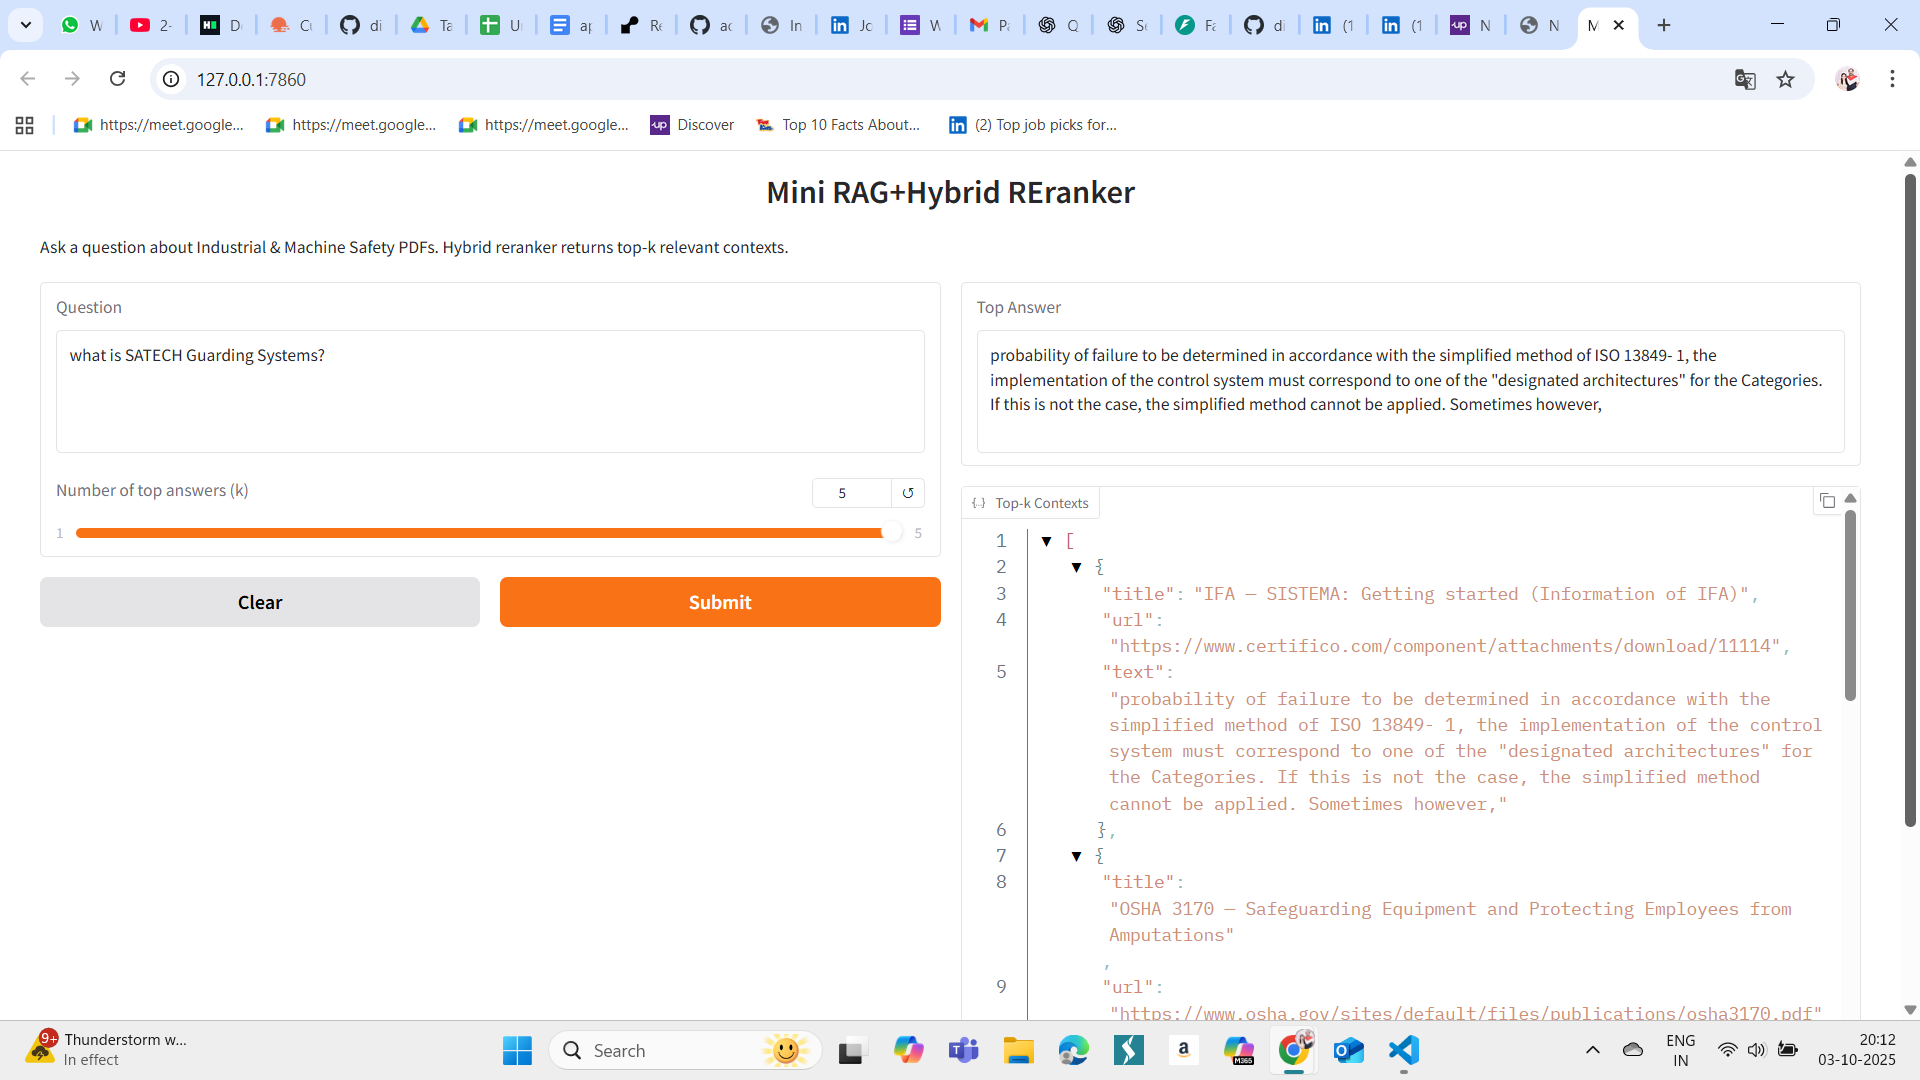 W
2-
D
Cu
di
Ta
Ui
ap
Re
ac
In
Jo
W
Pa
Q
Se
Fa
di
(1
(1
N
N
M
127.0.0.1:7860
https://meet.google...
https://meet.google...
https://meet.google...
Discover
Top 10 Facts About...
(2) Top job picks for...
Mini RAG+Hybrid REranker
Ask a question about Industrial & Machine Safety PDFs. Hybrid reranker returns top-k relevant contexts.
Question
what is SATECH Guarding Systems?
Number of top answers (k)
5
1
5
Clear
Submit
Top Answer
probability of failure to be determined in accordance with the simplified method of ISO 13849- 1, the
implementation of the control system must correspond to one of the "designated architectures" for the Categories.
If this is not the case, the simplified method cannot be applied. Sometimes however,
{..} Top-k Contexts
1 [
2 {
3 "title": "IFA — SISTEMA: Getting started (Information of IFA)",
4 "url":
"https://www.certifico.com/component/attachments/download/11114",
5 "text":
"probability of failure to be determined in accordance with the
simplified method of ISO 13849- 1, the implementation of the control
system must correspond to one of the "designated architectures" for
the Categories. If this is not the case, the simplified method
cannot be applied. Sometimes however,"
6 },
7 {
8 "title":
"OSHA 3170 — Safeguarding Equipment and Protecting Employees from
Amputations"
,
9 "url":
"https://www.osha.gov/sites/default/files/publications/osha3170.pdf"
9+
Thunderstorm w...
In effect
Search
M365
ENG
IN
20:12
03-10-2025